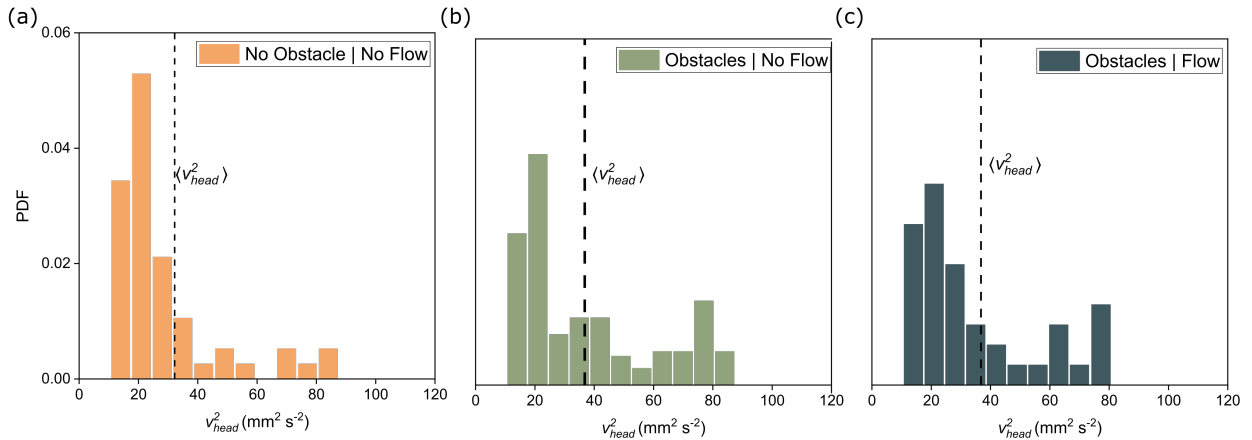 (a)
0.06
0.04
0.02
0.00
PDF
No Obstacle | No Flow
⟨v²head⟩
0 20 40 60 80 100 120
v²head (mm² s⁻²)
(b)
Obstacles | No Flow
⟨v²head⟩
0 20 40 60 80 100 120
v²head (mm² s⁻²)
(c)
Obstacles | Flow
⟨v²head⟩
0 20 40 60 80 100 120
v²head (mm² s⁻²)